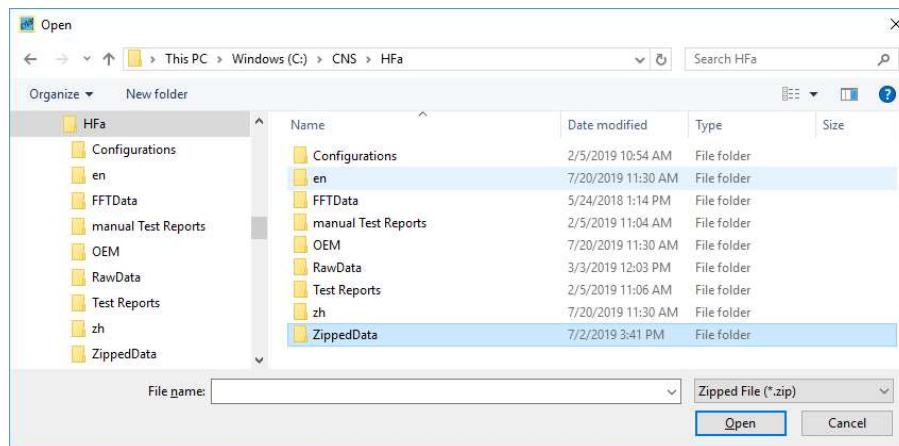 Open
This PC > Windows (C:) > CNS > HFa
Search HFa
Organize
New folder
HFa
Configurations
en
FFTData
manual Test Reports
OEM
RawData
Test Reports
zh
ZippedData
Name Date modified Type Size
Configurations 2/5/2019 10:54 AM File folder
en 7/20/2019 11:30 AM File folder
FFTData 5/24/2018 1:14 PM File folder
manual Test Reports 2/5/2019 11:04 AM File folder
OEM 7/20/2019 11:30 AM File folder
RawData 3/3/2019 12:03 PM File folder
Test Reports 2/5/2019 11:06 AM File folder
zh 7/20/2019 11:30 AM File folder
ZippedData 7/2/2019 3:41 PM File folder
File name:
Zipped File (*.zip)
Open
Cancel